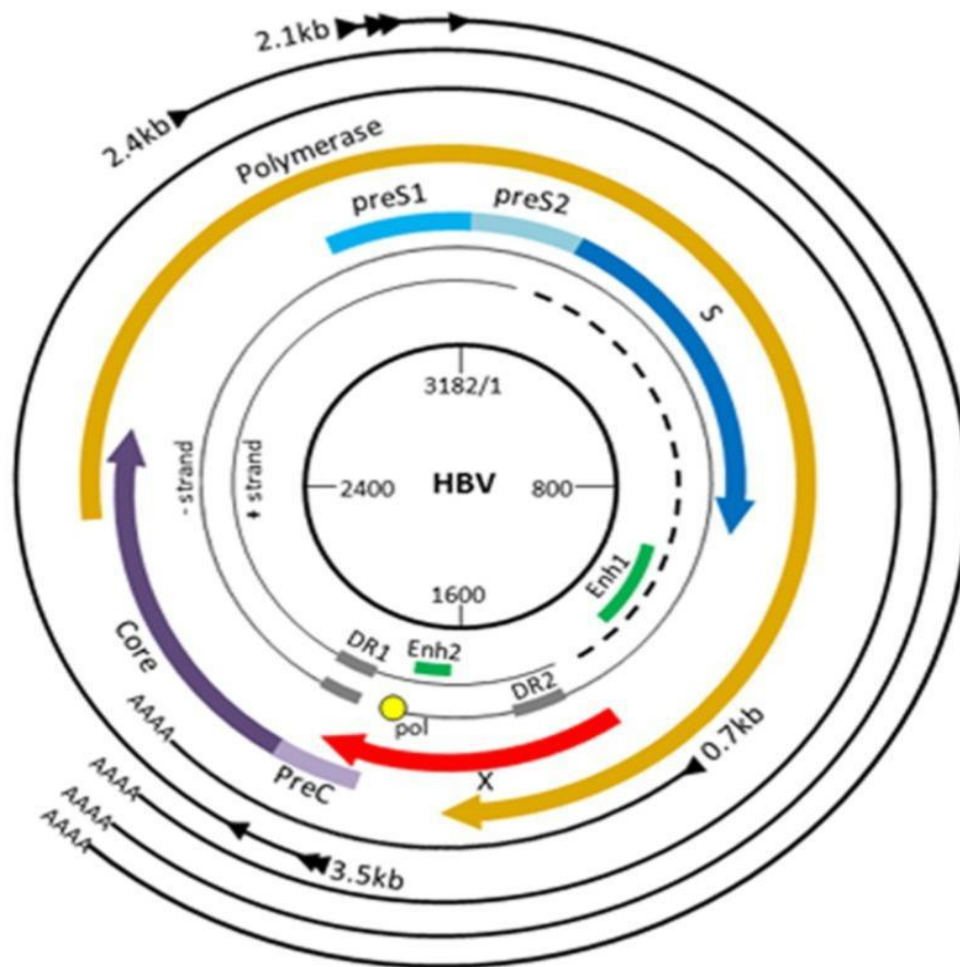 2.1kb
2.4kb
Polymerase
preS1
preS2
S
3182/1
- strand
+ strand
2400
HBV
800
1600
Enh1
DR1
Enh2
DR2
pol
X
Core
PreC
0.7kb
3.5kb
AAAA
AAAA
AAAA
AAAA